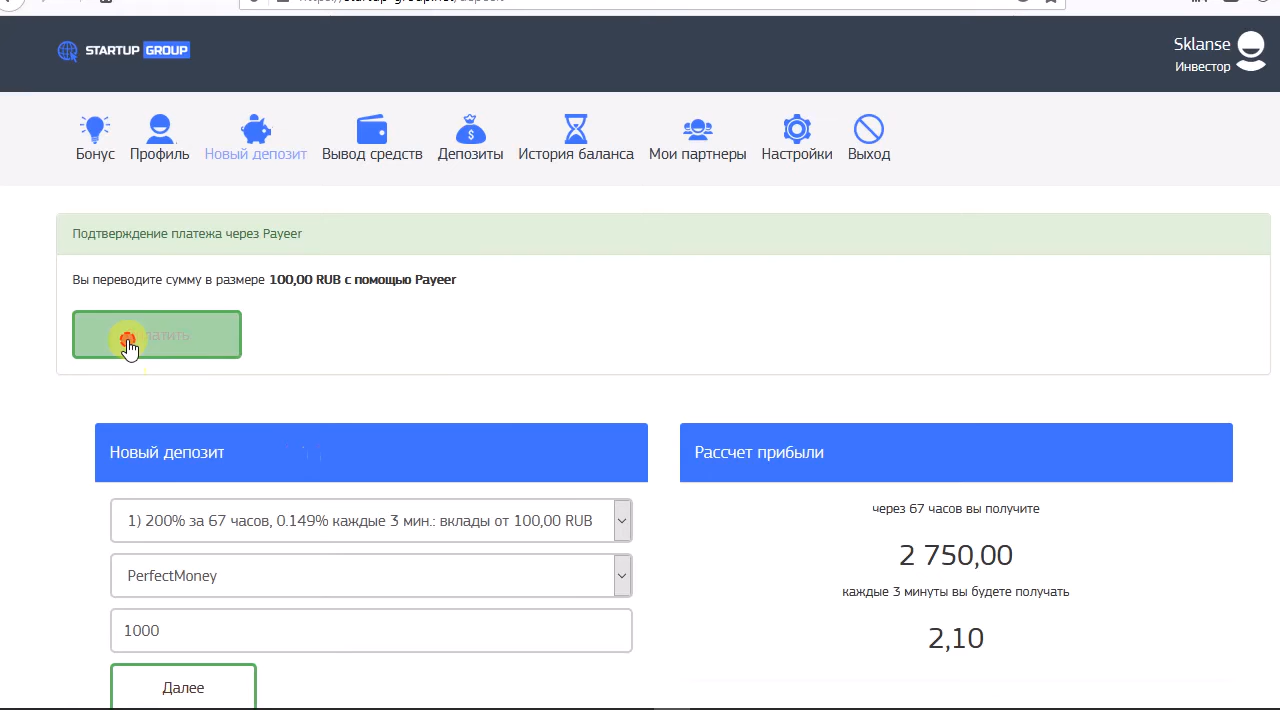 STARTUP GROUP
Sklanse
Инвестор
Бонус
Профиль
Новый депозит
Вывод средств
Депозиты
История баланса
Мои партнеры
Настройки
Выход
Подтверждение платежа через Payeer
Вы переводите сумму в размере 100,00 RUB с помощью Payeer
Новый депозит
1) 200% за 67 часов, 0.149% каждые 3 мин.: вклады от 100,00 RUB
PerfectMoney
1000
Далее
Рассчет прибыли
через 67 часов вы получите
2 750,00
каждые 3 минуты вы будете получать
2,10